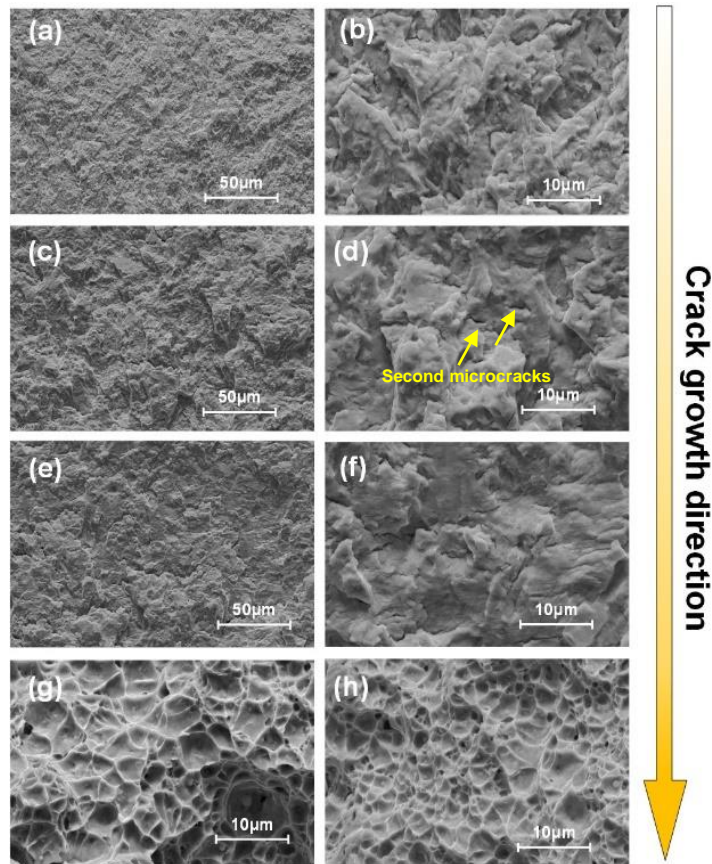 (a)
50μm
(b)
10μm
(c)
50μm
(d)
Second microcracks
10μm
(e)
50μm
(f)
10μm
(g)
10μm
(h)
10μm
Crack growth direction